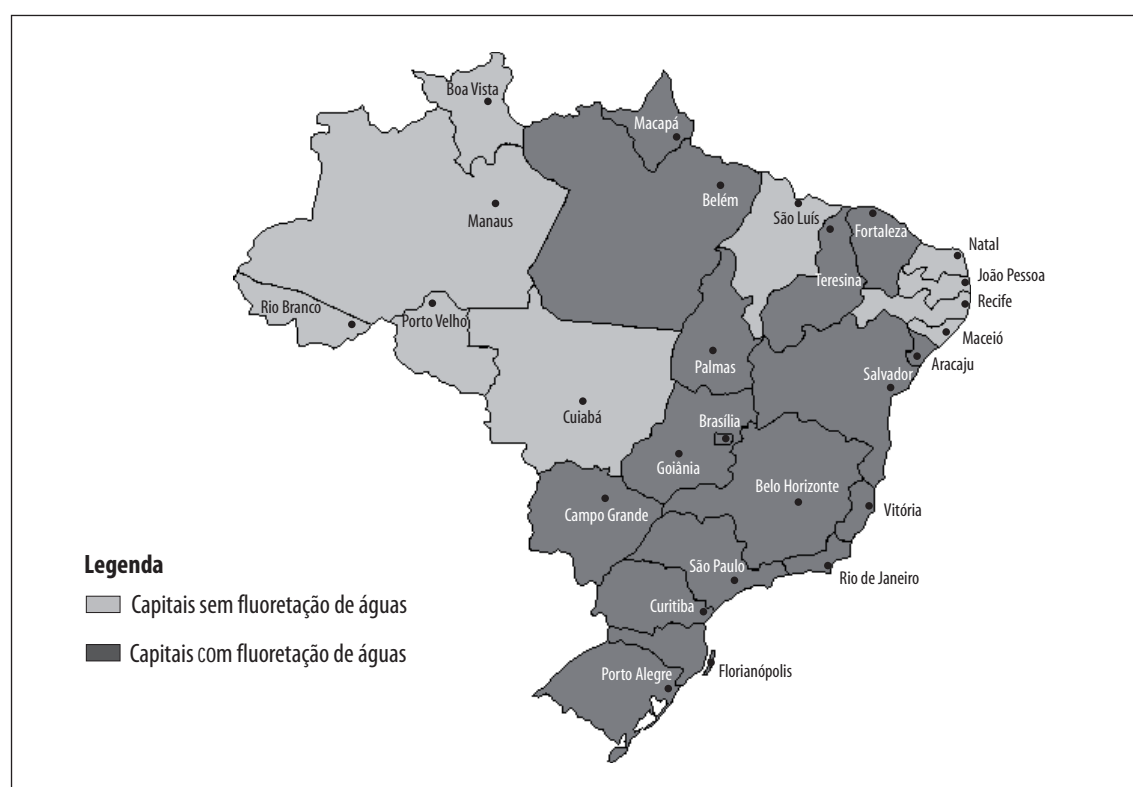 Boa Vista
Macapá
Manaus
Belém
São Luís
Fortaleza
Natal
Teresina
João Pessoa
Recife
Rio Branco
Porto Velho
Maceió
Palmas
Aracaju
Salvador
Cuiabá
Brasília
Goiânia
Belo Horizonte
Campo Grande
Vitória
São Paulo
Rio de Janeiro
Curitiba
Porto Alegre
Florianópolis
Legenda
Capitais sem fluoretação de águas
Capitais com fluoretação de águas